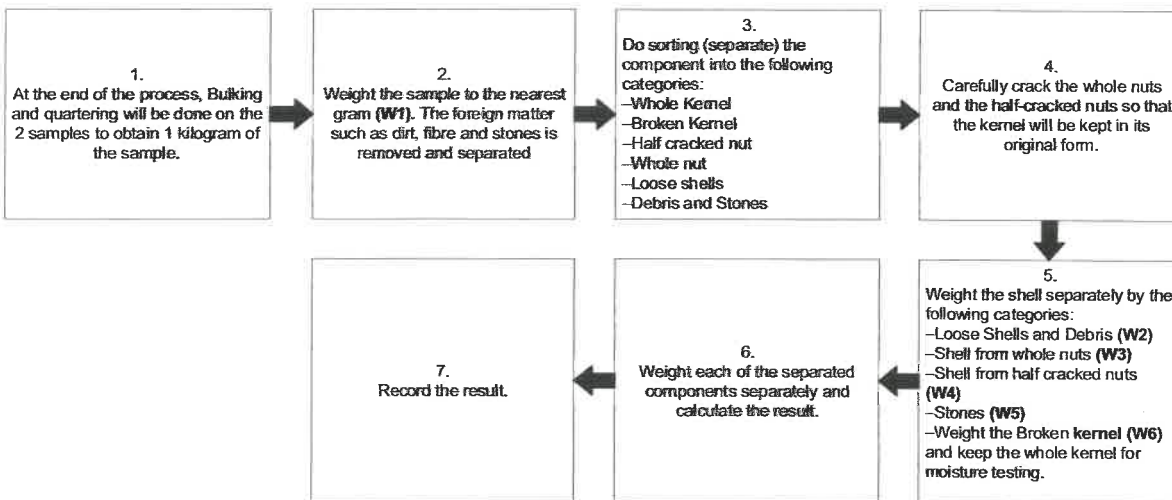 1.
At the end of the process, Bulking
and quartering will be done on the
2 samples to obtain 1 kilogram of
the sample.
2.
Weight the sample to the nearest
gram (W1). The foreign matter
such as dirt, fibre and stones is
removed and separated
3.
Do sorting (separate) the
component into the following
categories:
–Whole Kernel
–Broken Kernel
–Half cracked nut
–Whole nut
–Loose shells
–Debris and Stones
4.
Carefully crack the whole nuts
and the half-cracked nuts so that
the kernel will be kept in its
original form.
5.
Weight the shell separately by the
following categories:
–Loose Shells and Debris (W2)
–Shell from whole nuts (W3)
–Shell from half cracked nuts
(W4)
–Stones (W5)
–Weight the Broken kernel (W6)
and keep the whole kernel for
moisture testing.
6.
Weight each of the separated
components separately and
calculate the result.
7.
Record the result.